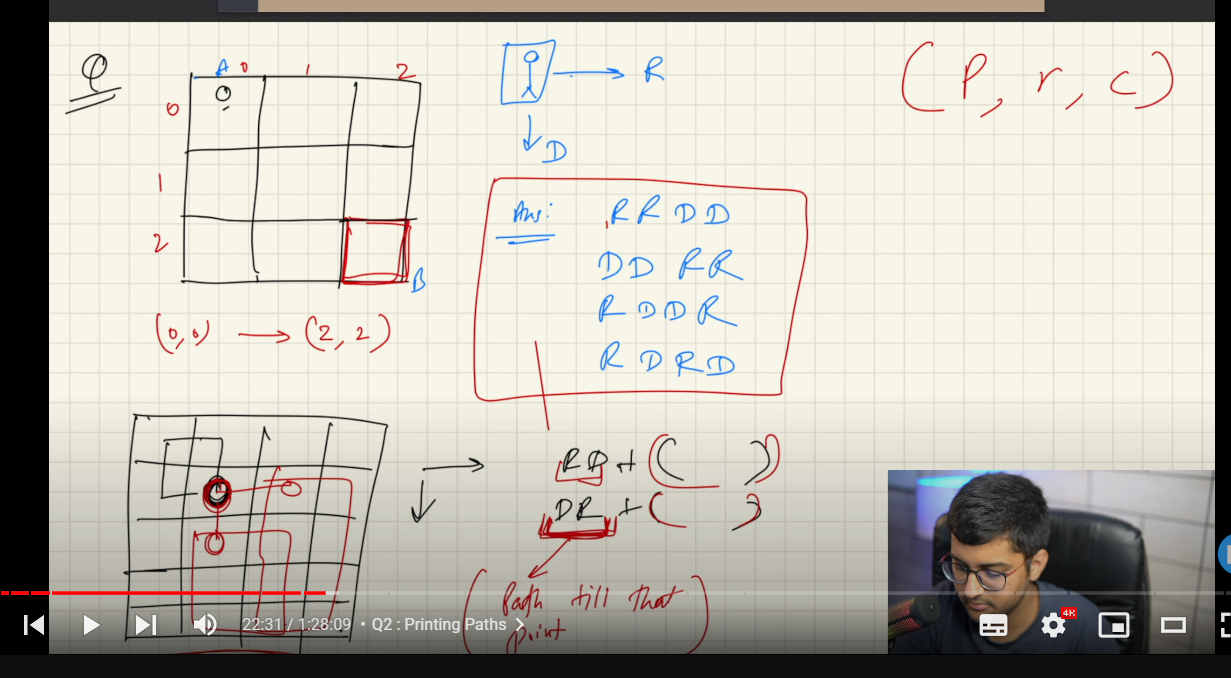 Q
A 0 1 2
0
1
2
B
(0,0) → (2, 2)
→ R
↓ D
(P, r, c)
Ans: RRDD
DDRR
RDDR
RDRD
RD + ( )
DR + ( )
(Path till that
point)
22:31 / 1:28:09 • Q2 : Printing Paths >
4K